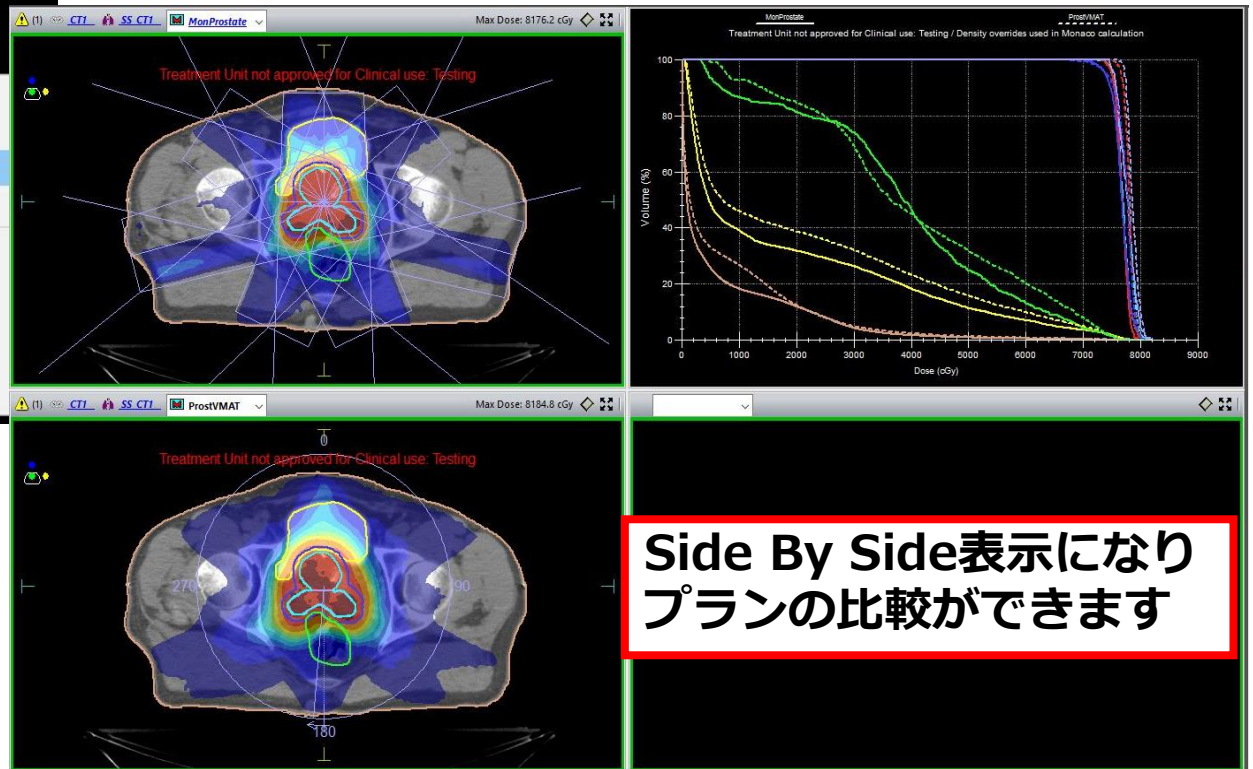 (1) CT1 SS CT1 MonProstate Max Dose: 8176.2 cGy
Treatment Unit not approved for Clinical use: Testing
MonProstate ProstVMAT
Treatment Unit not approved for Clinical use: Testing / Density overrides used in Monaco calculation
100
80
60
40
20
0
Volume (%)
0 1000 2000 3000 4000 5000 6000 7000 8000 9000
Dose (cGy)
(1) CT1 SS CT1 ProstVMAT Max Dose: 8184.8 cGy
0
Treatment Unit not approved for Clinical use: Testing
270 90
180
Side By Side表示になり
プランの比較ができます